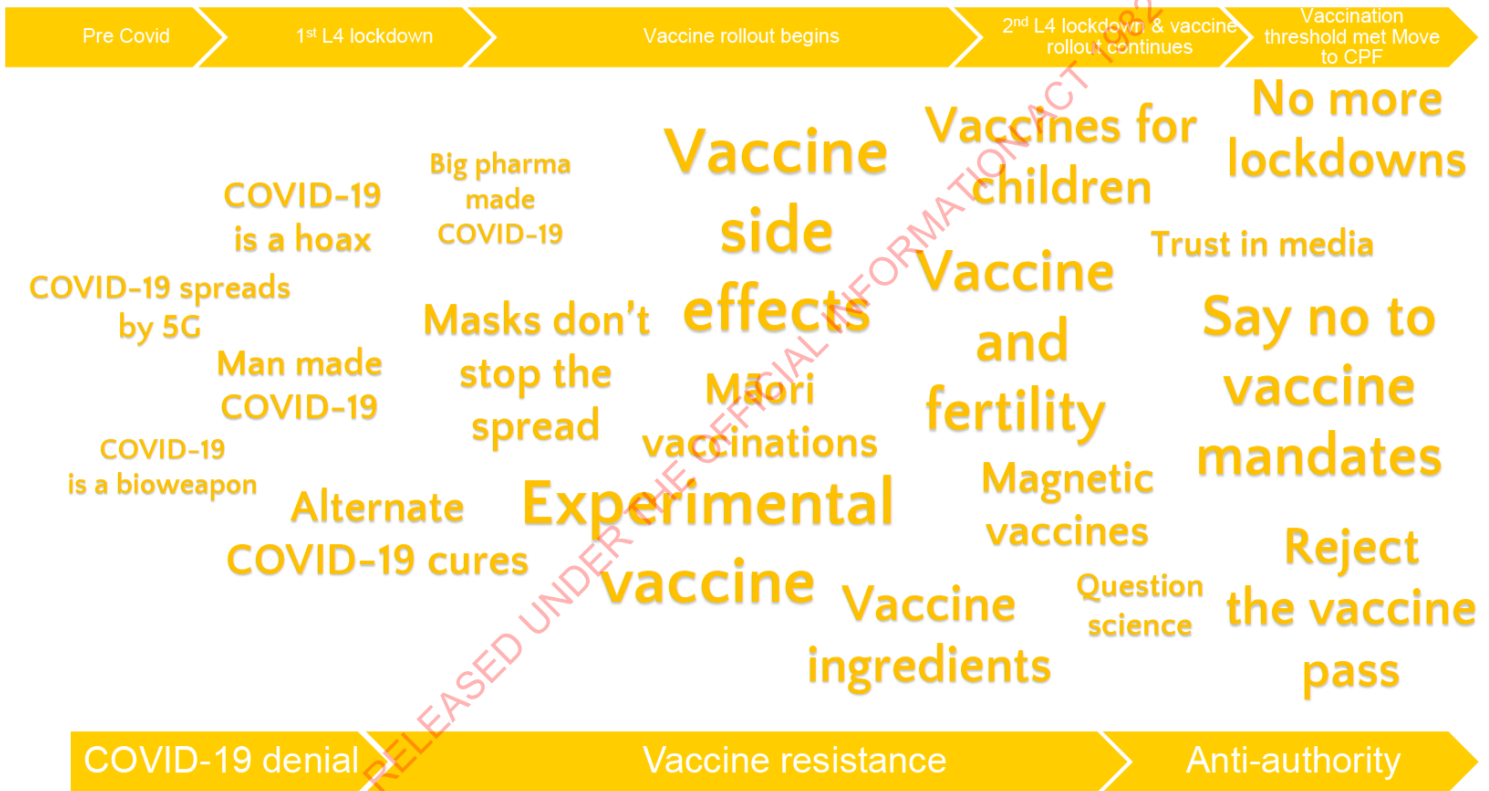 Pre Covid
1st L4 lockdown
Vaccine rollout begins
2nd L4 lockdown & vaccine
rollout continues
Vaccination
threshold met Move
to CPF
COVID-19 spreads
by 5G
COVID-19
is a bioweapon
COVID-19
is a hoax
Man made
COVID-19
Alternate
COVID-19 cures
Big pharma
made
COVID-19
Masks don't
stop the
spread
Vaccine
side
effects
Māori
vaccinations
Experimental
vaccine
Vaccine
ingredients
Vaccines for
children
Vaccine
and
fertility
Magnetic
vaccines
Question
science
No more
lockdowns
Trust in media
Say no to
vaccine
mandates
Reject
the vaccine
pass
COVID-19 denial
Vaccine resistance
Anti-authority
RELEASED UNDER THE OFFICIAL INFORMATION ACT 1982